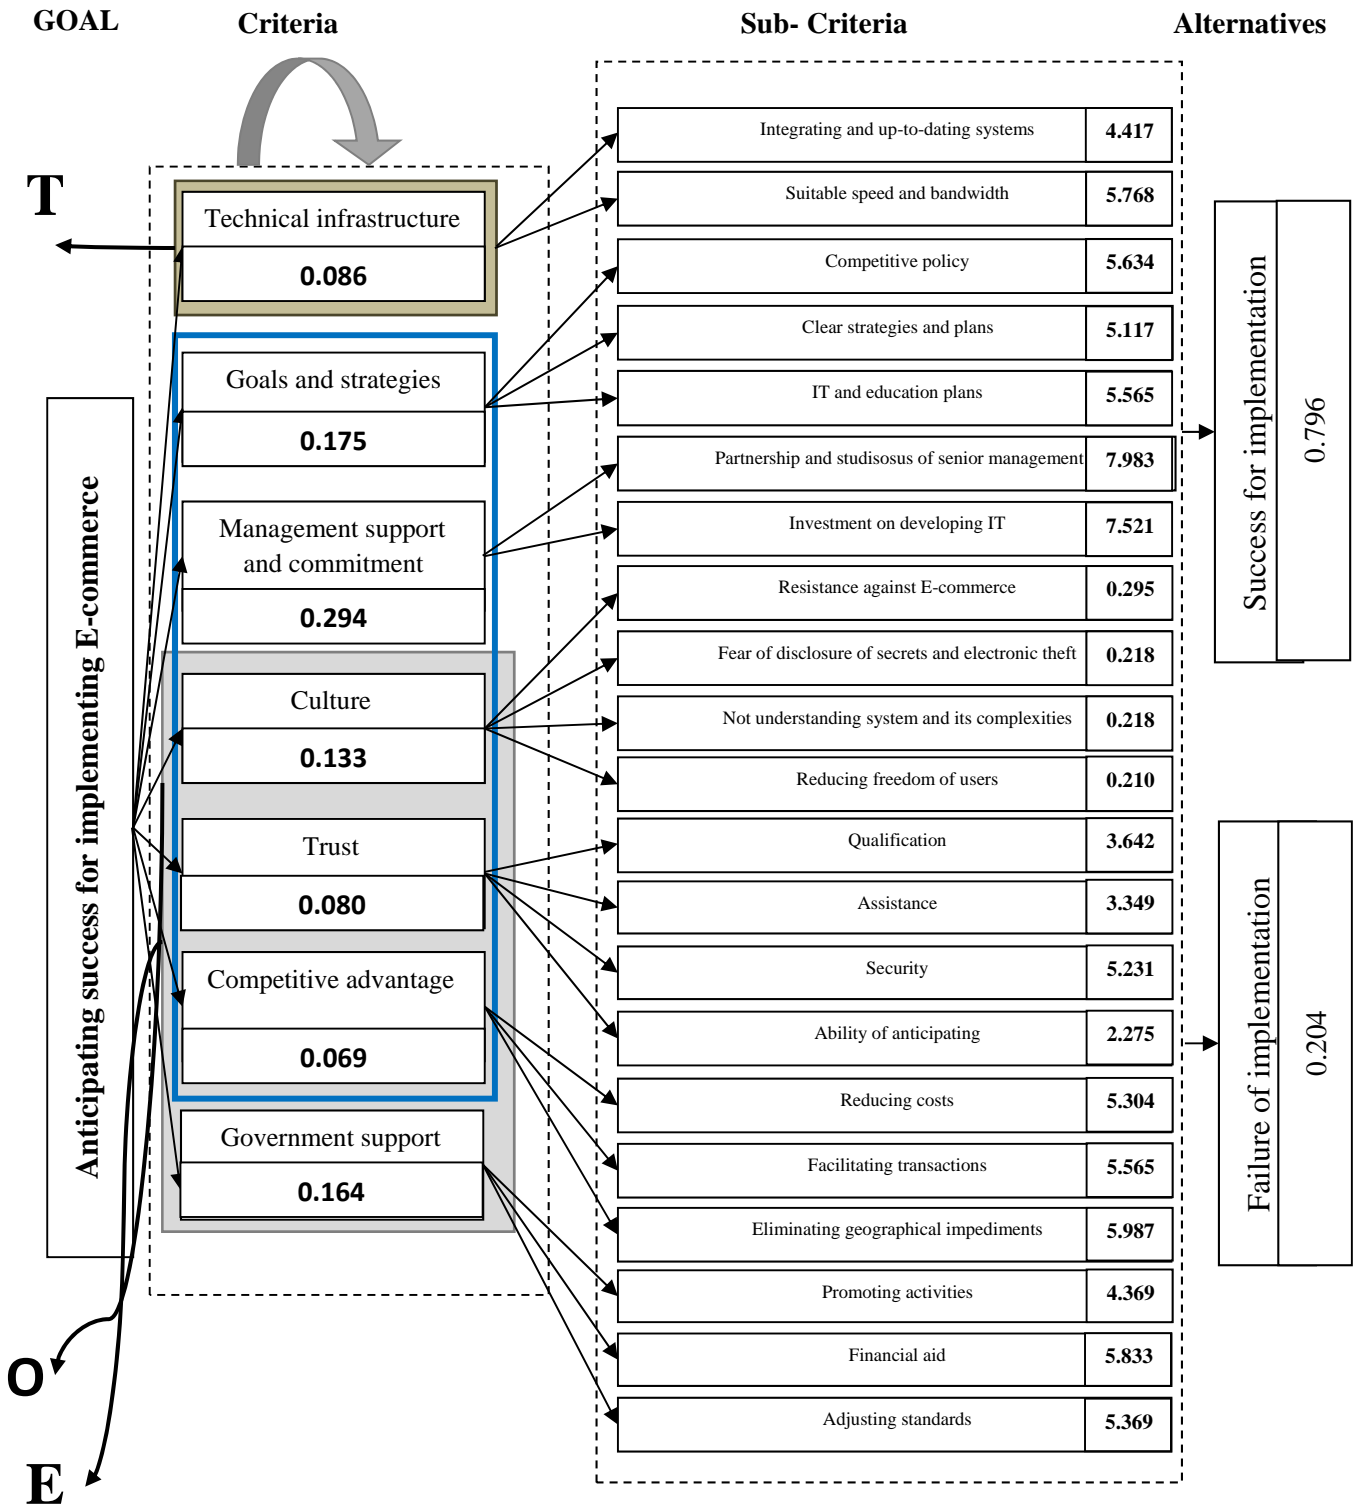 GOAL
Criteria
Sub- Criteria
Alternatives
T
O
E
Anticipating success for implementing E-commerce
Technical infrastructure
0.086
Goals and strategies
0.175
Management support
and commitment
0.294
Culture
0.133
Trust
0.080
Competitive advantage
0.069
Government support
0.164
Integrating and up-to-dating systems
4.417
Suitable speed and bandwidth
5.768
Competitive policy
5.634
Clear strategies and plans
5.117
IT and education plans
5.565
Partnership and studisosus of senior management
7.983
Investment on developing IT
7.521
Resistance against E-commerce
0.295
Fear of disclosure of secrets and electronic theft
0.218
Not understanding system and its complexities
0.218
Reducing freedom of users
0.210
Qualification
3.642
Assistance
3.349
Security
5.231
Ability of anticipating
2.275
Reducing costs
5.304
Facilitating transactions
5.565
Eliminating geographical impediments
5.987
Promoting activities
4.369
Financial aid
5.833
Adjusting standards
5.369
Success for implementation
0.796
Failure of implementation
0.204